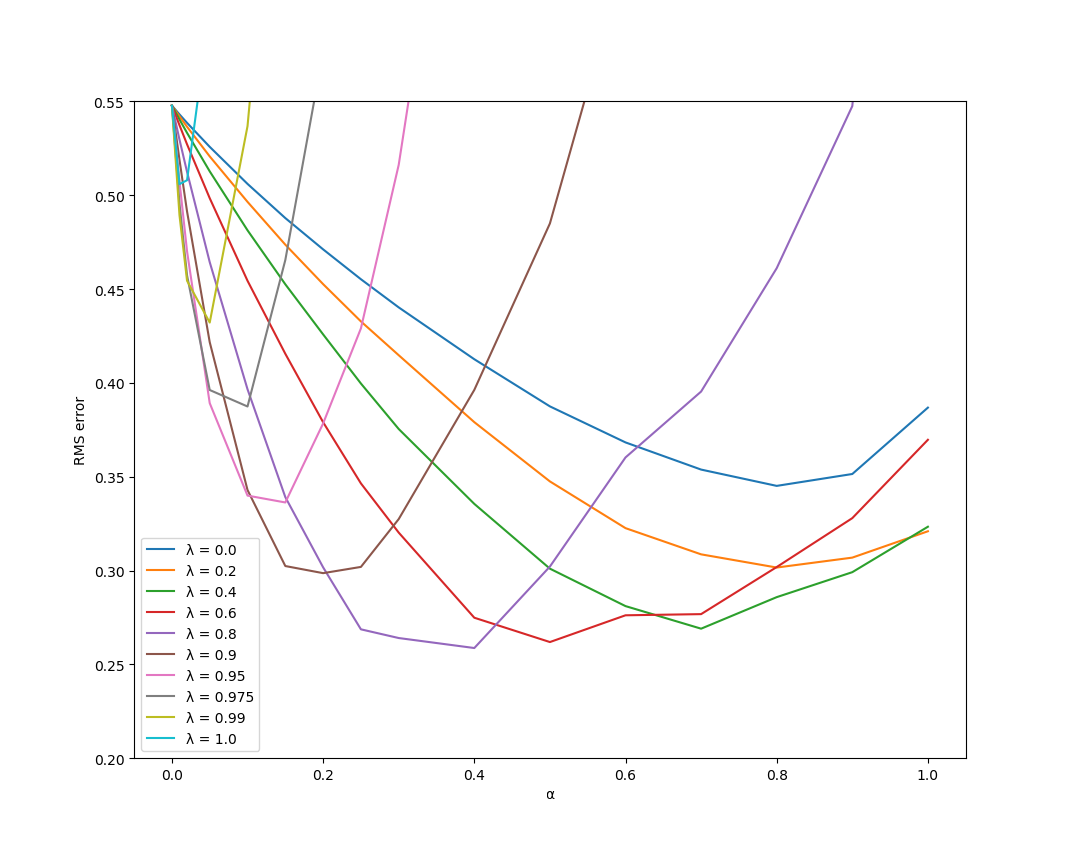 0.55
0.50
0.45
0.40
0.35
0.30
0.25
0.20
RMS error
λ = 0.0
λ = 0.2
λ = 0.4
λ = 0.6
λ = 0.8
λ = 0.9
λ = 0.95
λ = 0.975
λ = 0.99
λ = 1.0
0.0 0.2 0.4 0.6 0.8 1.0
α